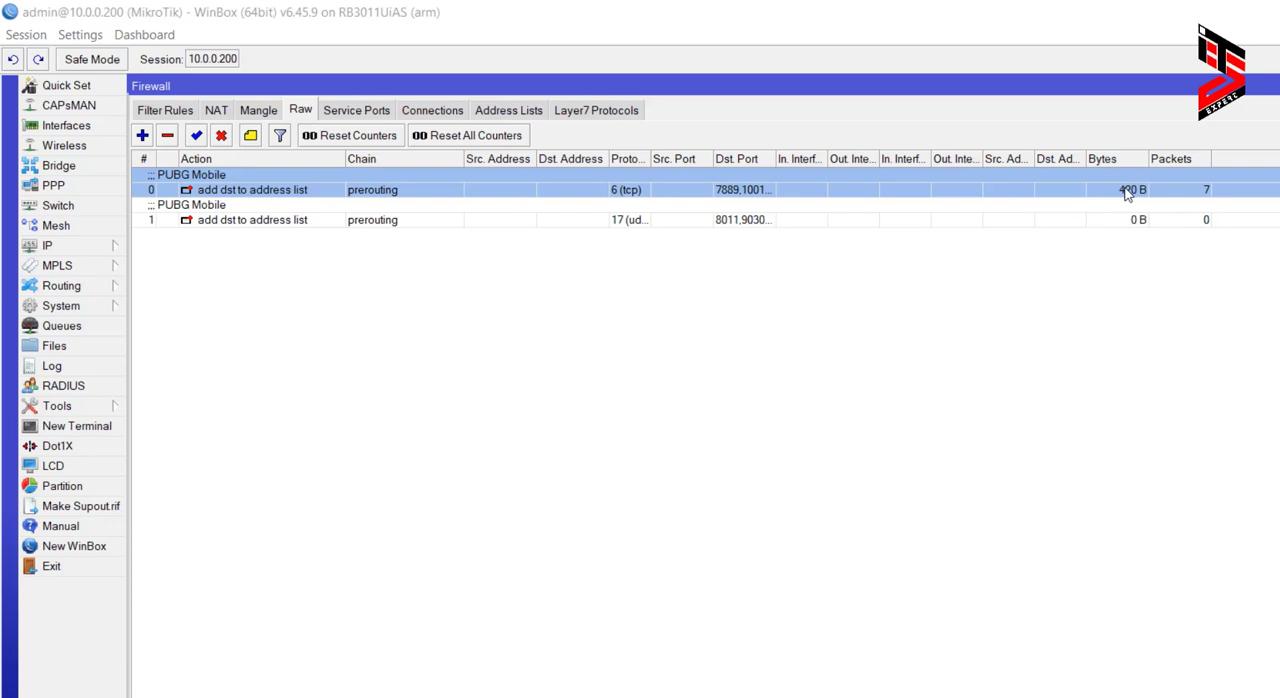 admin@10.0.0.200 (MikroTik) - WinBox (64bit) v6.45.9 on RB3011UiAS (arm)
Session Settings Dashboard
Safe Mode Session: 10.0.0.200
Quick Set
CAPsMAN
Interfaces
Wireless
Bridge
PPP
Switch
Mesh
IP
MPLS
Routing
System
Queues
Files
Log
RADIUS
Tools
New Terminal
Dot1X
LCD
Partition
Make Supout.rif
Manual
New WinBox
Exit
Firewall
Filter Rules NAT Mangle Raw Service Ports Connections Address Lists Layer7 Protocols
Reset Counters Reset All Counters
# Action Chain Src. Address Dst. Address Proto... Src. Port Dst. Port In. Interf... Out. Inte... In. Interf... Out. Inte... Src. Ad... Dst. Ad... Bytes Packets
;;; PUBG Mobile
0 add dst to address list prerouting 6 (tcp) 7889,1001... B 7
;;; PUBG Mobile
1 add dst to address list prerouting 17 (ud... 8011,9030... 0 B 0
EXPERT